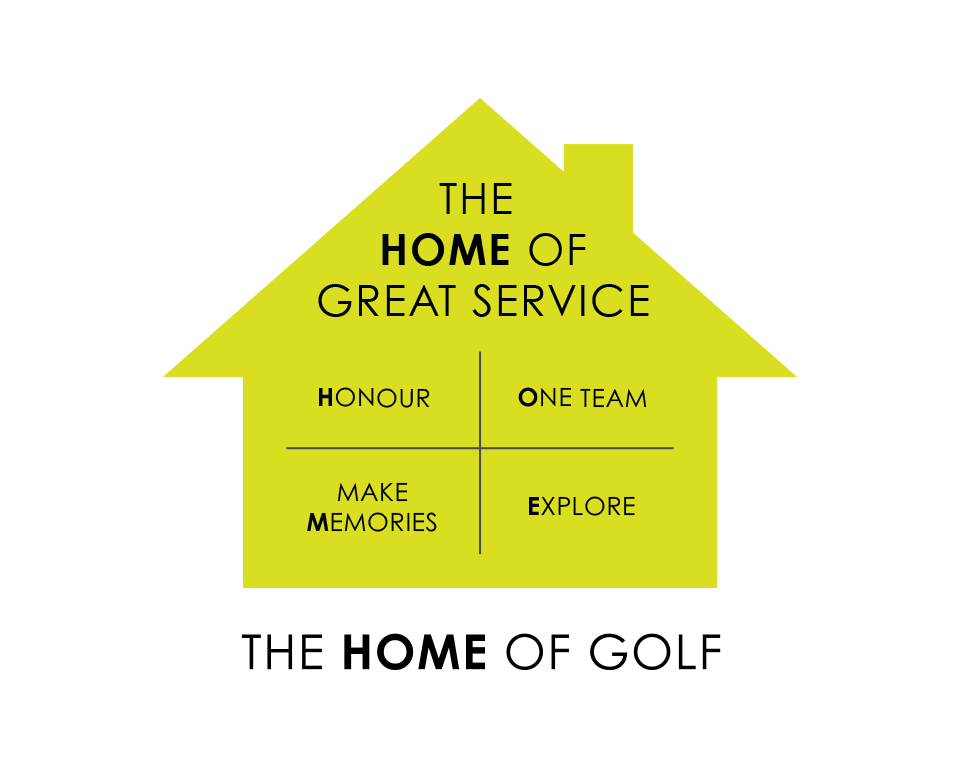 THE
HOME OF
GREAT SERVICE
HONOUR
ONE TEAM
MAKE
MEMORIES
EXPLORE
THE HOME OF GOLF